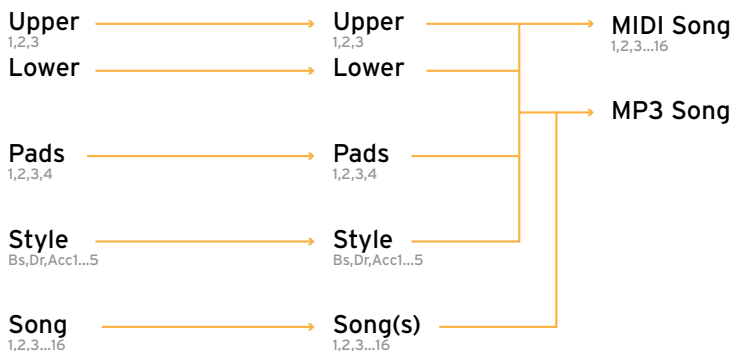 Upper
1,2,3
Upper
1,2,3
MIDI Song
1,2,3...16
Lower
Lower
MP3 Song
Pads
1,2,3,4
Pads
1,2,3,4
Style
Bs,Dr,Acc1...5
Style
Bs,Dr,Acc1...5
Song
1,2,3...16
Song(s)
1,2,3...16